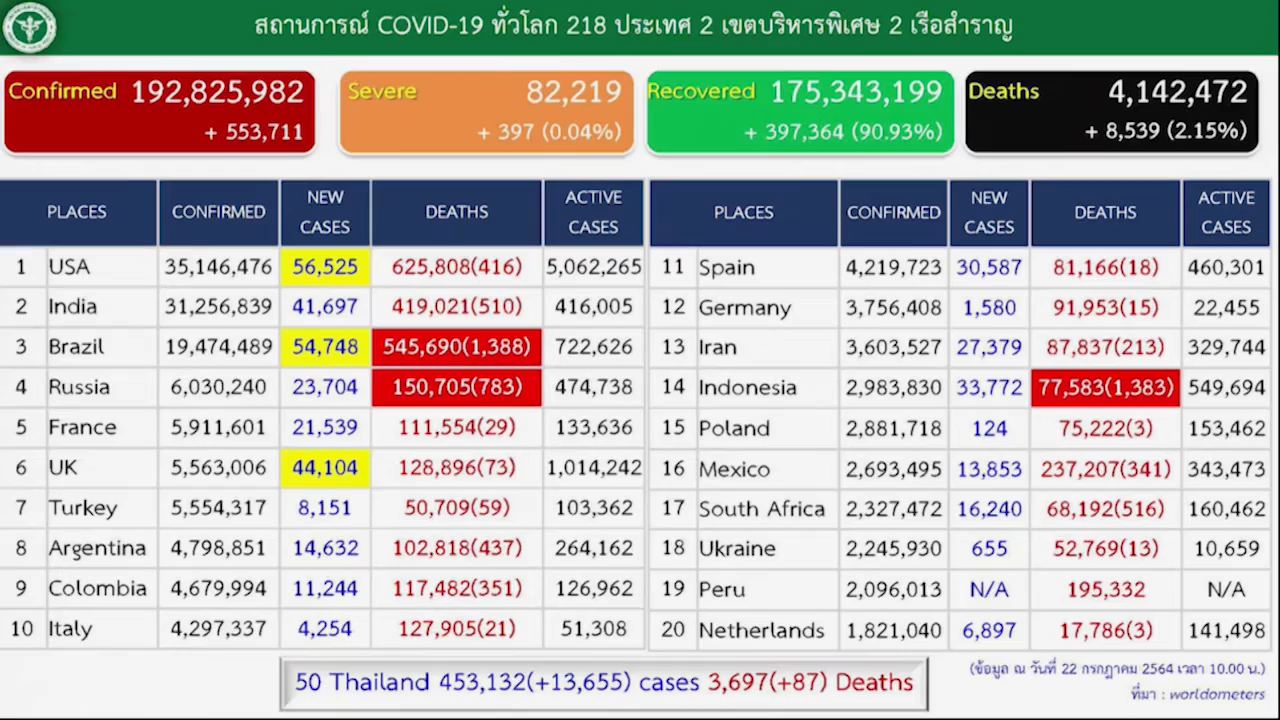 สถานการณ์ COVID-19 ทั่วโลก 218 ประเทศ 2 เขตบริหารพิเศษ 2 เรือสำราญ
Confirmed 192,825,982
+ 553,711
Severe 82,219
+ 397 (0.04%)
Recovered 175,343,199
+ 397,364 (90.93%)
Deaths 4,142,472
+ 8,539 (2.15%)
PLACES CONFIRMED NEW CASES DEATHS ACTIVE CASES
1 USA 35,146,476 56,525 625,808(416) 5,062,265
2 India 31,256,839 41,697 419,021(510) 416,005
3 Brazil 19,474,489 54,748 545,690(1,388) 722,626
4 Russia 6,030,240 23,704 150,705(783) 474,738
5 France 5,911,601 21,539 111,554(29) 133,636
6 UK 5,563,006 44,104 128,896(73) 1,014,242
7 Turkey 5,554,317 8,151 50,709(59) 103,362
8 Argentina 4,798,851 14,632 102,818(437) 264,162
9 Colombia 4,679,994 11,244 117,482(351) 126,962
10 Italy 4,297,337 4,254 127,905(21) 51,308
PLACES CONFIRMED NEW CASES DEATHS ACTIVE CASES
11 Spain 4,219,723 30,587 81,166(18) 460,301
12 Germany 3,756,408 1,580 91,953(15) 22,455
13 Iran 3,603,527 27,379 87,837(213) 329,744
14 Indonesia 2,983,830 33,772 77,583(1,383) 549,694
15 Poland 2,881,718 124 75,222(3) 153,462
16 Mexico 2,693,495 13,853 237,207(341) 343,473
17 South Africa 2,327,472 16,240 68,192(516) 160,462
18 Ukraine 2,245,930 655 52,769(13) 10,659
19 Peru 2,096,013 N/A 195,332 N/A
20 Netherlands 1,821,040 6,897 17,786(3) 141,498
50 Thailand 453,132(+13,655) cases 3,697(+87) Deaths
(ข้อมูล ณ วันที่ 22 กรกฎาคม 2564 เวลา 10.00 น.)
ที่มา : worldometers